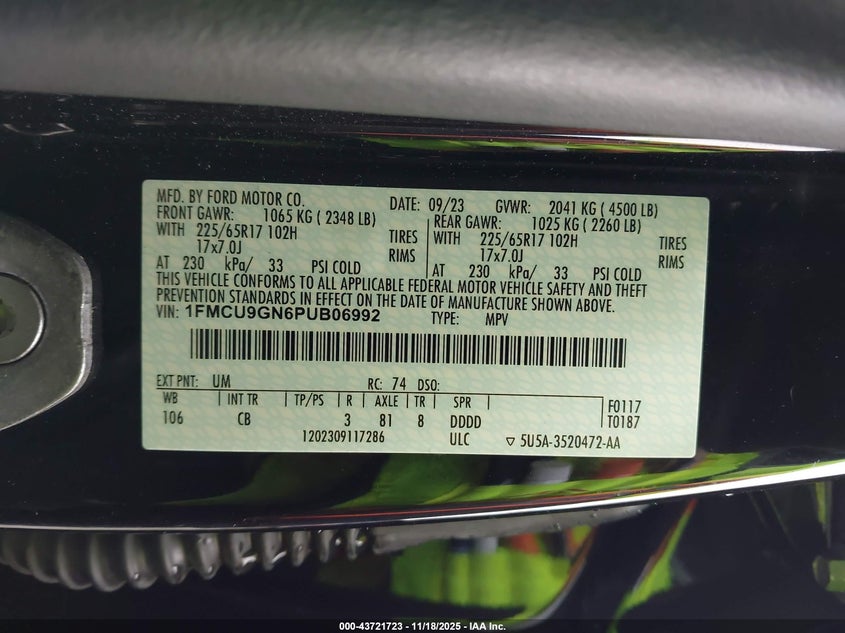 MFD. BY FORD MOTOR CO. DATE: 09/23 GVWR: 2041 KG ( 4500 LB)
FRONT GAWR: 1065 KG ( 2348 LB) REAR GAWR: 1025 KG ( 2260 LB)
WITH 225/65R17 102H TIRES WITH 225/65R17 102H TIRES
17x7.0J RIMS 17x7.0J RIMS
AT 230 kPa/ 33 PSI COLD AT 230 kPa/ 33 PSI COLD
THIS VEHICLE CONFORMS TO ALL APPLICABLE FEDERAL MOTOR VEHICLE SAFETY AND THEFT
PREVENTION STANDARDS IN EFFECT ON THE DATE OF MANUFACTURE SHOWN ABOVE.
VIN: 1FMCU9GN6PUB06992 TYPE: MPV
EXT PNT: UM RC: 74 DSO:
WB INT TR TP/PS R AXLE TR SPR F0117
106 CB 3 81 8 DDDD T0187
1202309117286 ULC ▽ 5U5A-3520472-AA
000-43721723 — 11/18/2025 — IAA Inc.